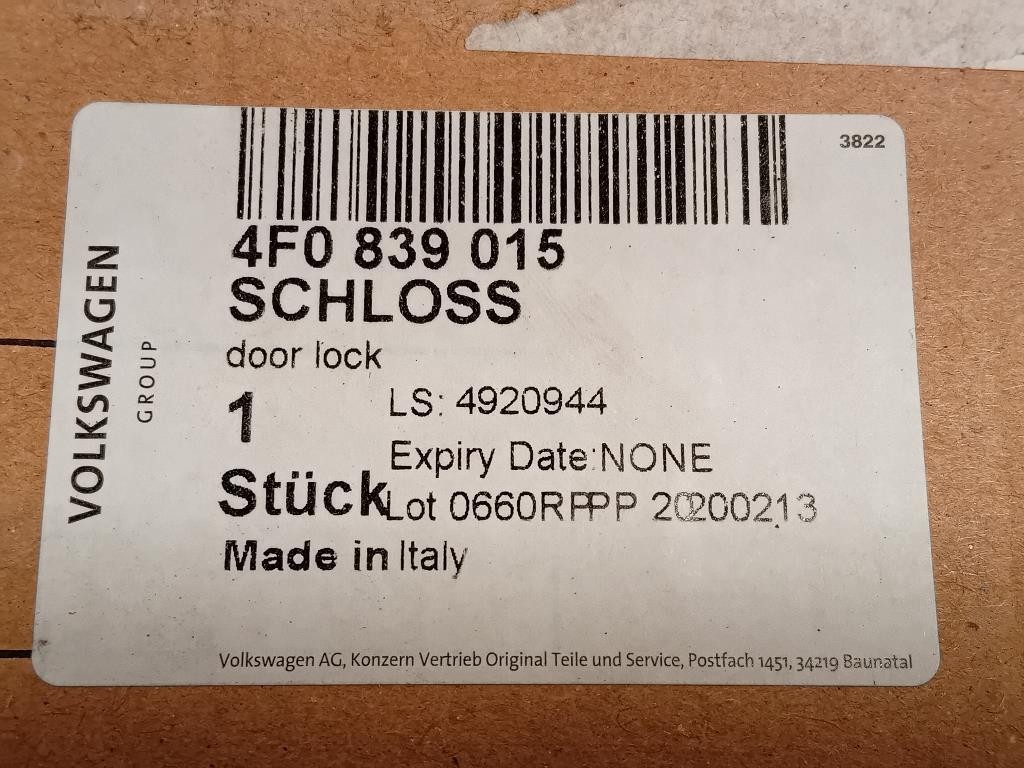 3822
4F0 839 015
SCHLOSS
door lock
1
LS: 4920944
Expiry Date:NONE
Stück
Lot 0660RPPP 20200213
Made in Italy
VOLKSWAGEN
GROUP
Volkswagen AG, Konzern Vertrieb Original Teile und Service, Postfach 1451, 34219 Baunatal